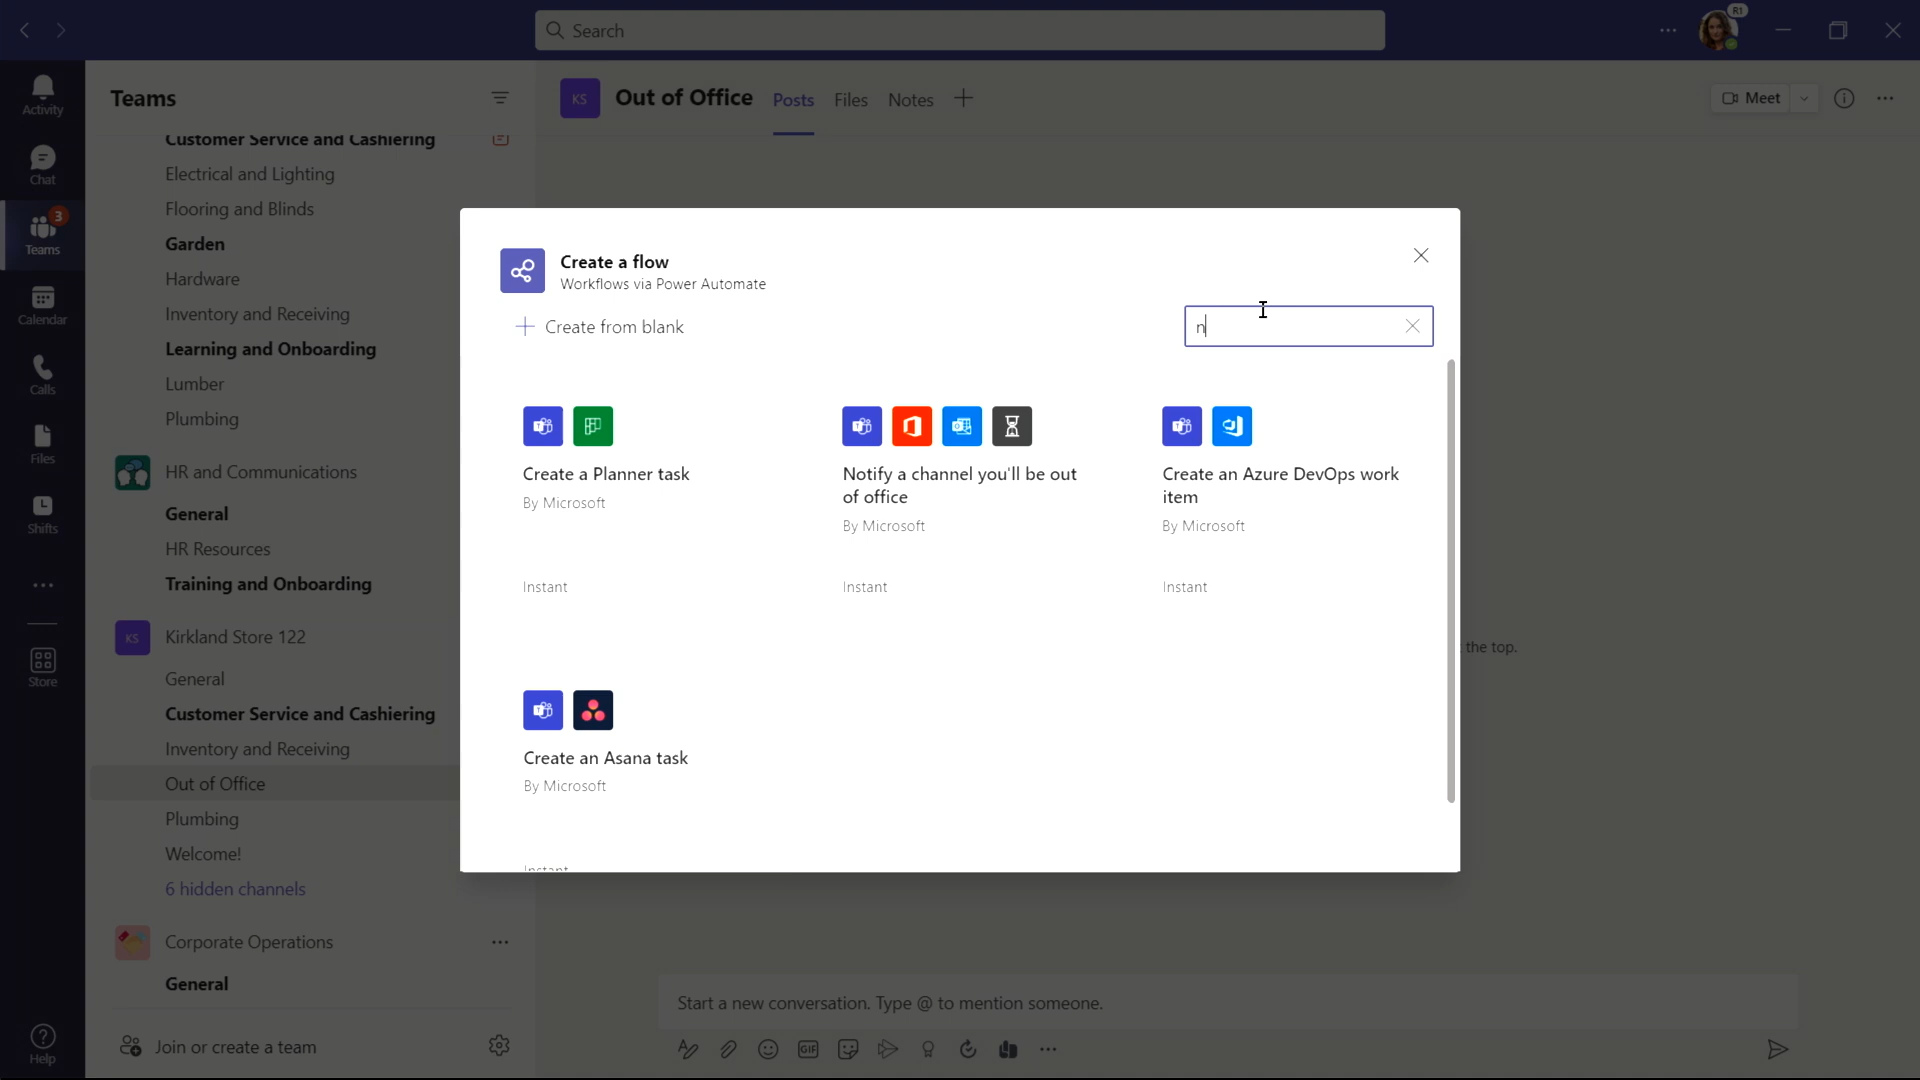 Search
R1
Activity
Chat
3
Teams
Calendar
Calls
Files
Shifts
Store
Help
Teams
Customer Service and Cashiering
Electrical and Lighting
Flooring and Blinds
Garden
Hardware
Inventory and Receiving
Learning and Onboarding
Lumber
Plumbing
HR and Communications
General
HR Resources
Training and Onboarding
KS
Kirkland Store 122
General
Customer Service and Cashiering
Inventory and Receiving
Out of Office
Plumbing
Welcome!
6 hidden channels
Corporate Operations
General
Join or create a team
KS
Out of Office
Posts
Files
Notes
Meet
Create a flow
Workflows via Power Automate
Create from blank
n
Create a Planner task
By Microsoft
Instant
Notify a channel you'll be out
of office
By Microsoft
Instant
Create an Azure DevOps work
item
By Microsoft
Instant
Create an Asana task
By Microsoft
Instant
the top.
Start a new conversation. Type @ to mention someone.
GIF